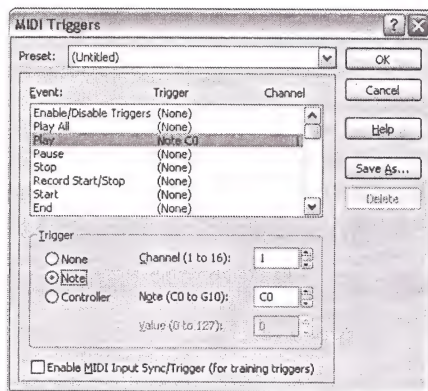 MIDI Triggers
Preset: (Untitled)
OK
Cancel
Help
Save As...
Delete
Event: Trigger Channel
Enable/Disable Triggers (None)
Play All (None)
Play Note C0 1
Pause (None)
Stop (None)
Record Start/Stop (None)
Start (None)
End (None)
Trigger
None
Note
Controller
Channel (1 to 16): 1
Note (C0 to G10): C0
Value (0 to 127): 0
Enable MIDI Input Sync/Trigger (for training triggers)